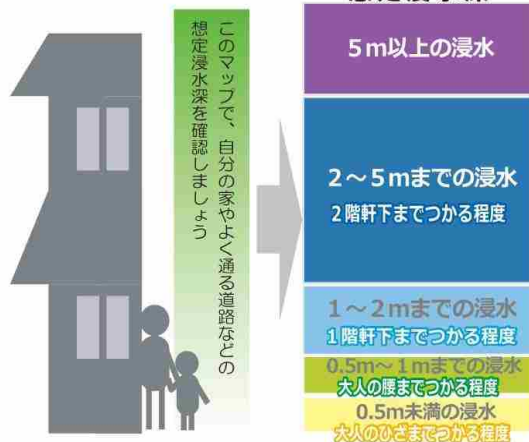 このマップで、自分の家やよく通る道路などの
想定浸水深を確認しましょう
5m以上の浸水
2～5mまでの浸水
2階軒下までつかる程度
1～2mまでの浸水
1階軒下までつかる程度
0.5m～1mまでの浸水
大人の腰までつかる程度
0.5m未満の浸水
大人のひざまでつかる程度